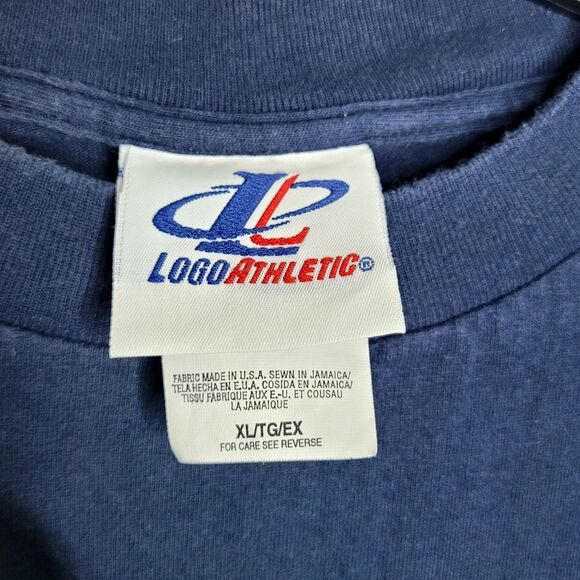 LOGOATHLETIC®
FABRIC MADE IN U.S.A. SEWN IN JAMAICA/
TELA HECHA EN E.U.A. COSIDA EN JAMAICA/
TISSU FABRIQUE AUX E.-U. ET COUSAU
LA JAMAIQUE
XL/TG/EX
FOR CARE SEE REVERSE